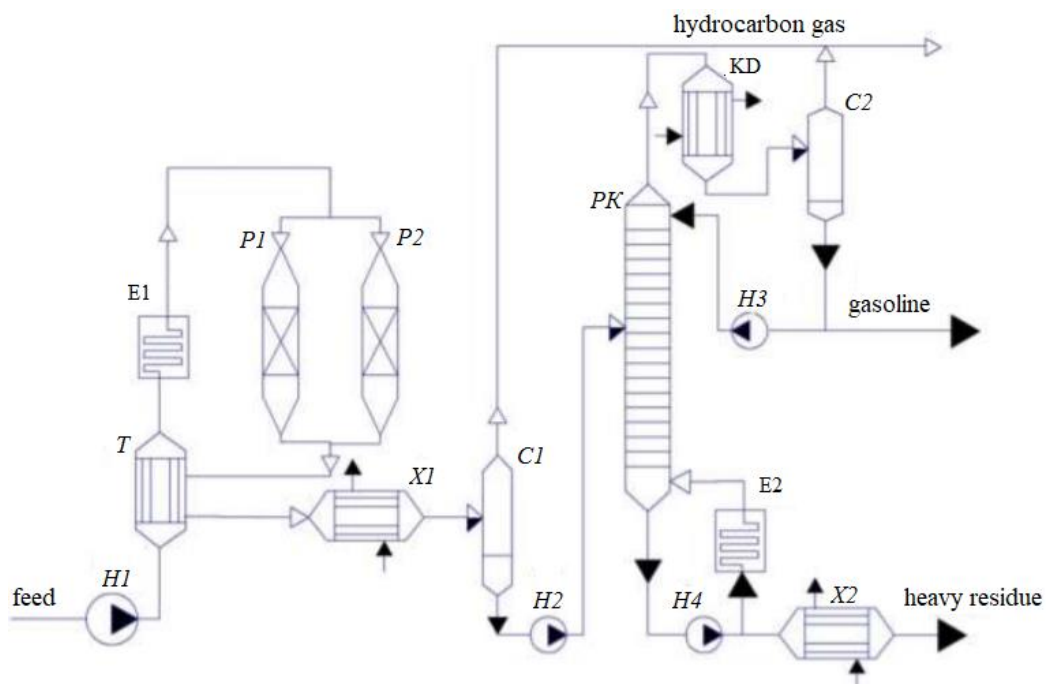 hydrocarbon gas
KD
C2
PK
P1
P2
H3
gasoline
E1
T
X1
C1
E2
H1
feed
H2
H4
X2
heavy residue